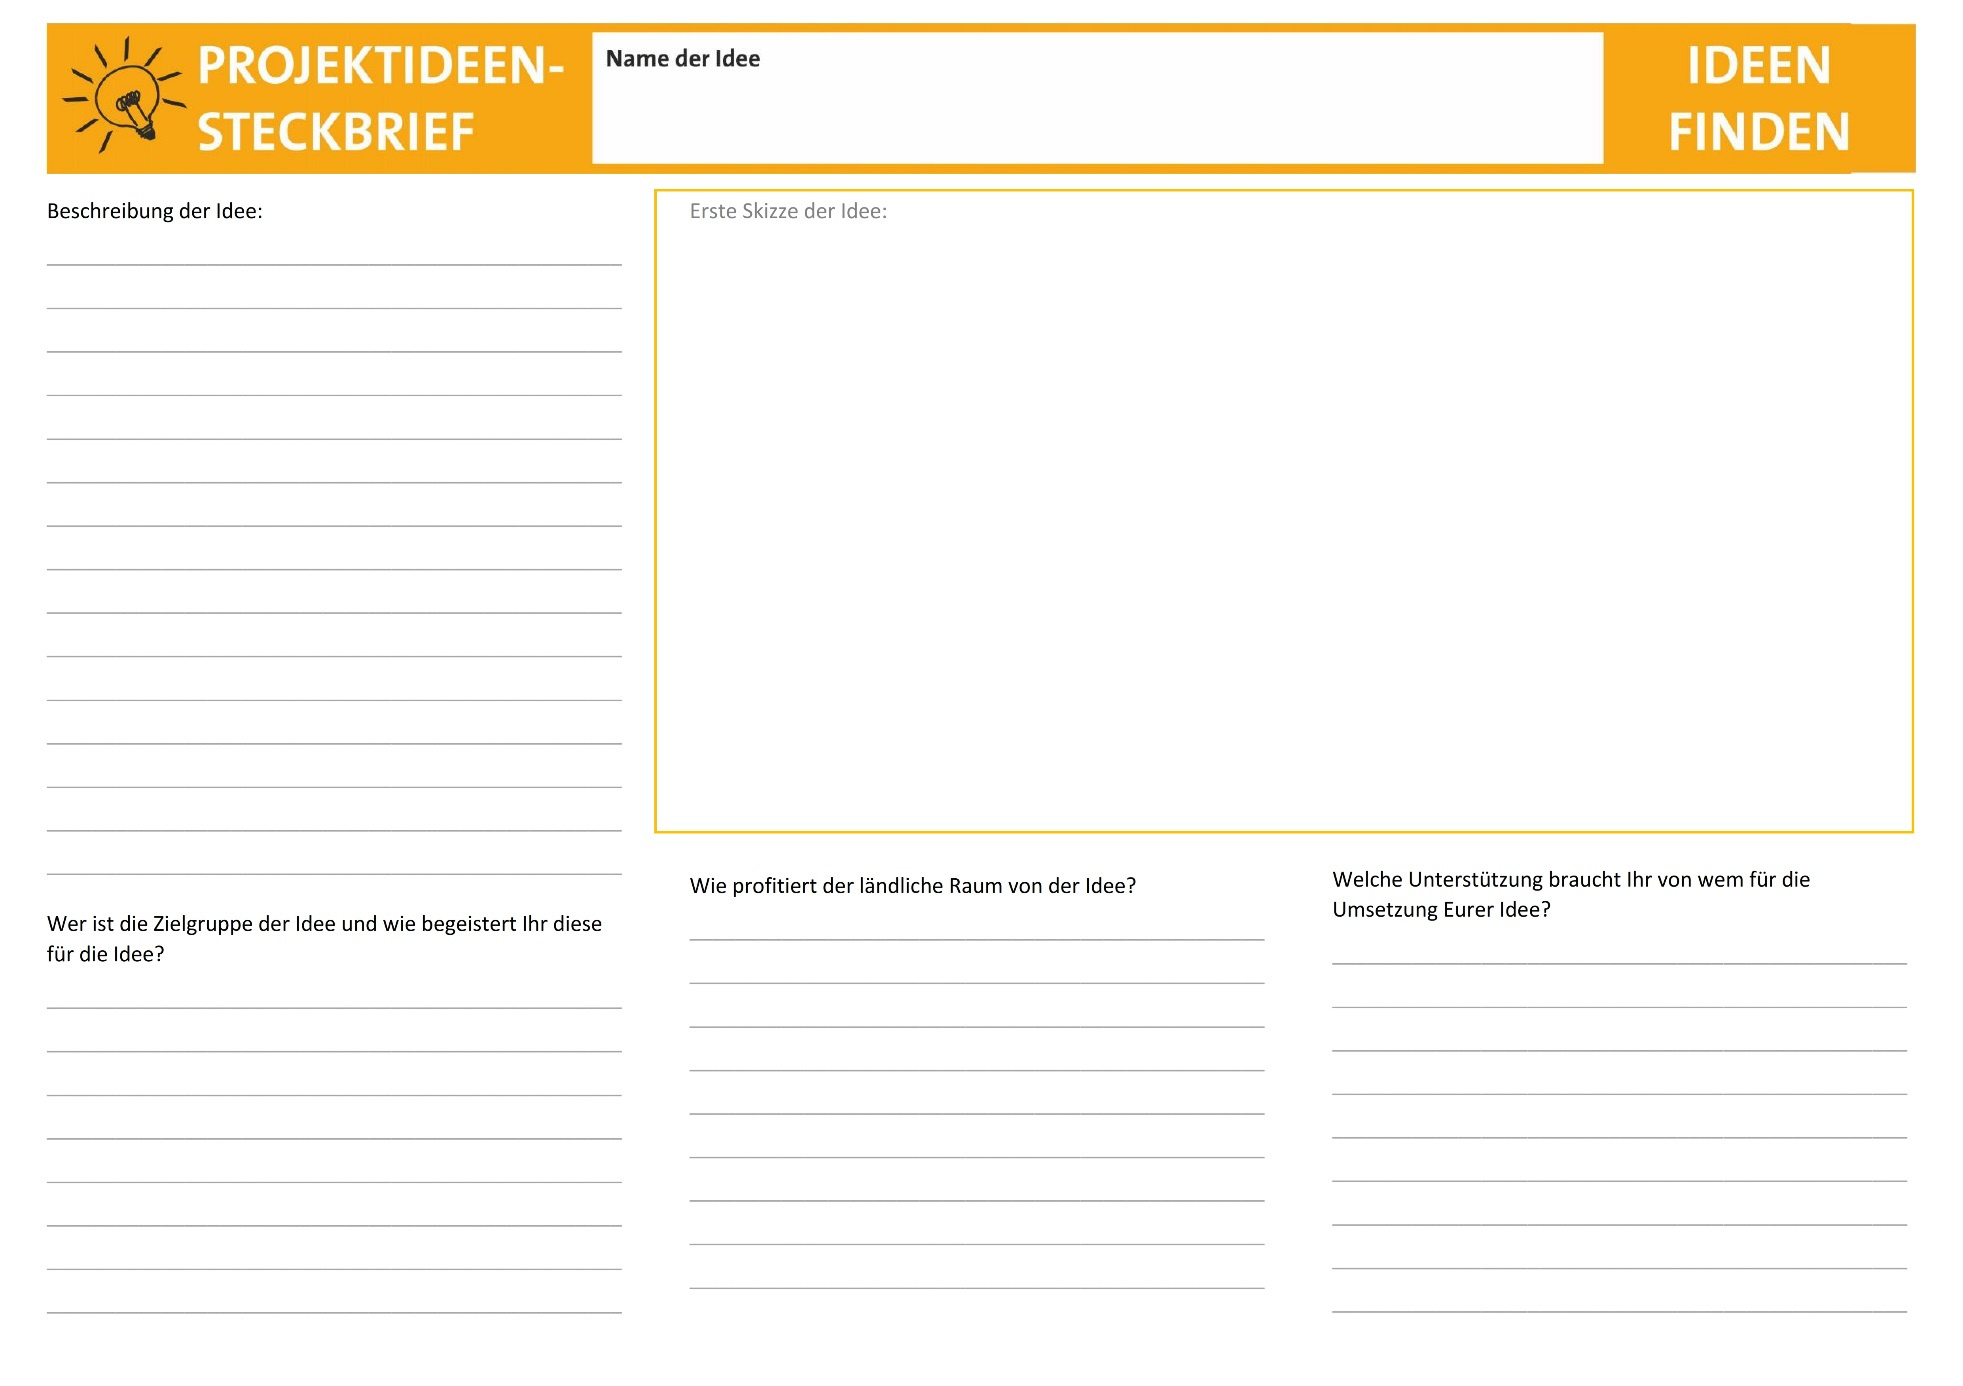 PROJEKTIDEEN-
STECKBRIEF
Name der Idee
IDEEN
FINDEN
Beschreibung der Idee:
Erste Skizze der Idee:
Wer ist die Zielgruppe der Idee und wie begeistert Ihr diese
für die Idee?
Wie profitiert der ländliche Raum von der Idee?
Welche Unterstützung braucht Ihr von wem für die
Umsetzung Eurer Idee?